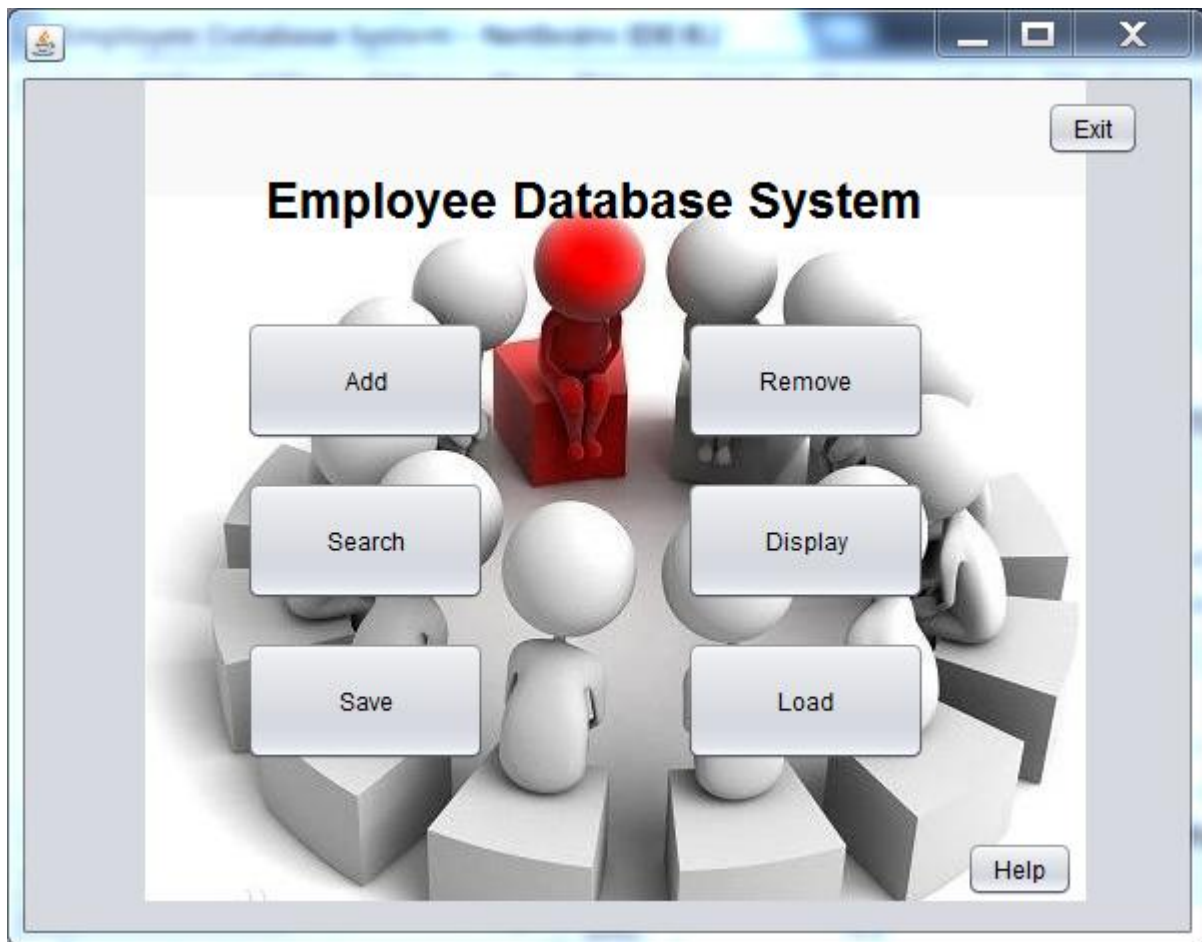 Exit
Employee Database System
Add
Remove
Search
Display
Save
Load
Help